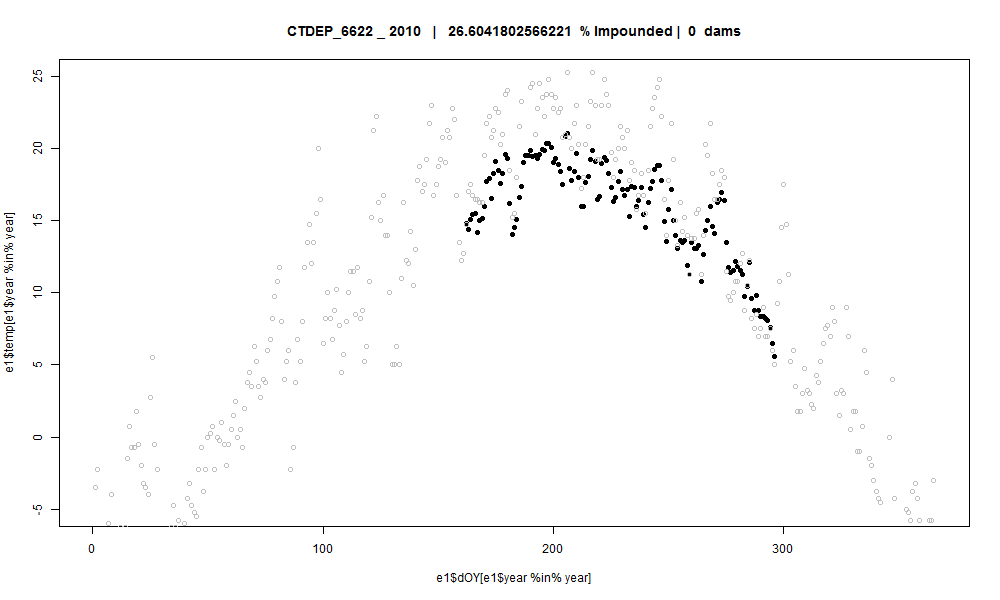 CTDEP_6622 _ 2010 | 26.6041802566221 % Impounded | 0 dams
25
20
15
10
5
0
-5
e1$temp[e1$year %in% year]
0 100 200 300
e1$dOY[e1$year %in% year]